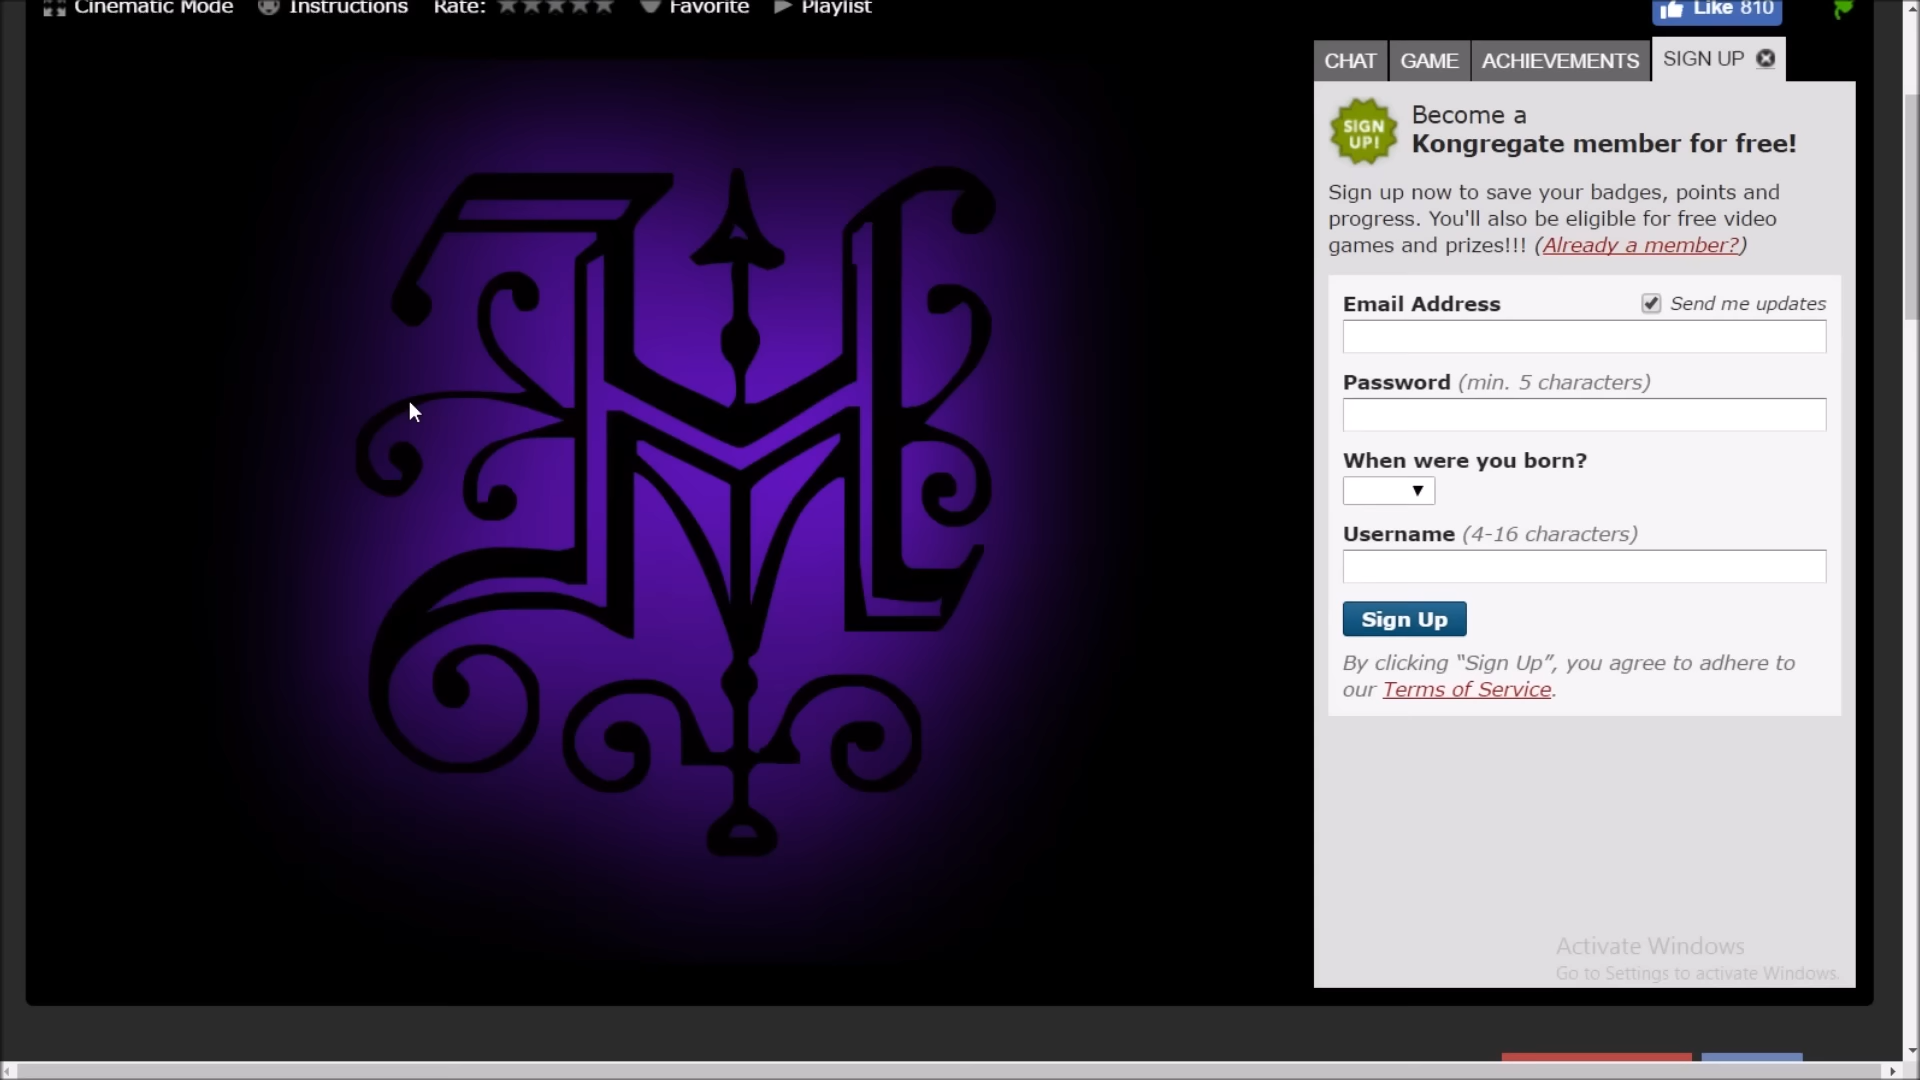 Cinematic Mode Instructions Rate: Favorite Playlist
Like 810
CHAT GAME ACHIEVEMENTS SIGN UP
SIGN UP!
Become a
Kongregate member for free!
Sign up now to save your badges, points and
progress. You'll also be eligible for free video
games and prizes!!! (Already a member?)
Email Address Send me updates
Password (min. 5 characters)
When were you born?
Username (4-16 characters)
Sign Up
By clicking “Sign Up”, you agree to adhere to
our Terms of Service.
Activate Windows
Go to Settings to activate Windows.